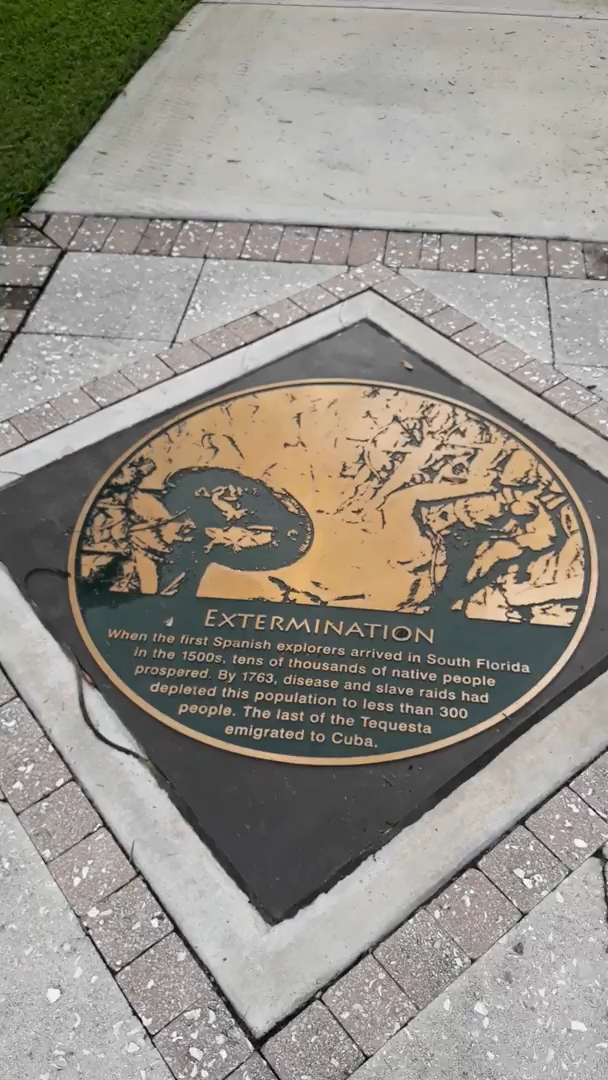 EXTERMINATION
When the first Spanish explorers arrived in South Florida
in the 1500s, tens of thousands of native people
prospered. By 1763, disease and slave raids had
depleted this population to less than 300
people. The last of the Tequesta
emigrated to Cuba.